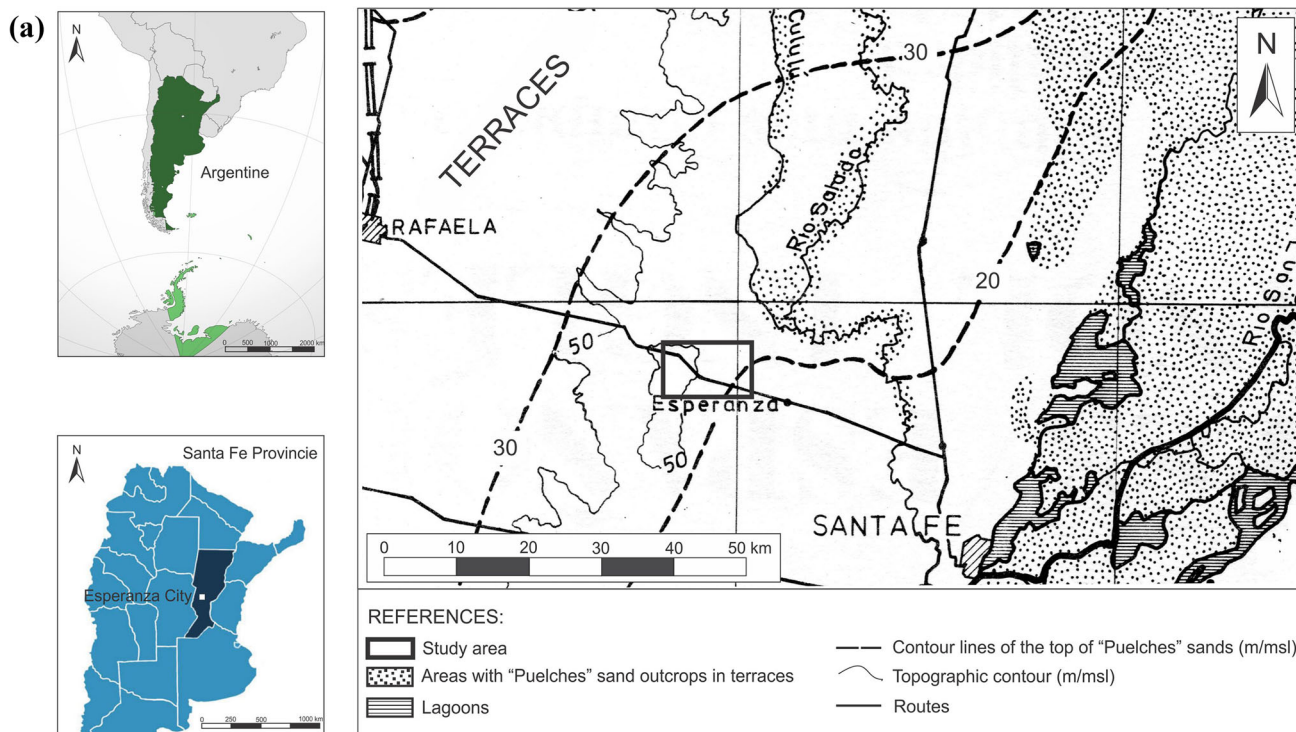 (a)
N
Argentine
0 500 1000 2000 km
N
Santa Fe Provincie
Esperanza City
0 250 500 1000 km
N
TERRACES
RAFAELA
Cululú
Río Salado
30
20
50
Esperanza
50
30
SANTA FE
0 10 20 30 40 50 km
REFERENCES:
Study area
Areas with “Puelches” sand outcrops in terraces
Lagoons
Contour lines of the top of “Puelches” sands (m/msl)
Topographic contour (m/msl)
Routes